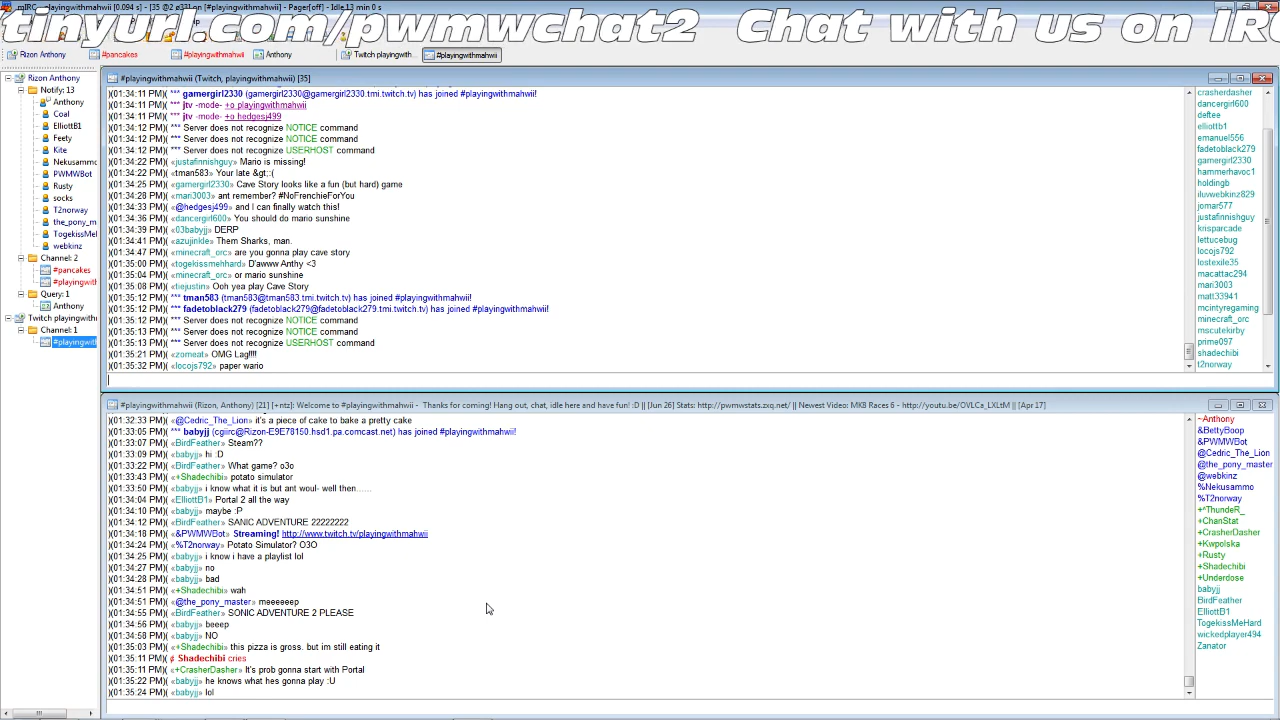 mIRC - playingwithmahwii [0.094 s] - [35 @2 ] - Pager[off] - Idle 13 min 0 s
tinyurl.com/pwmwchat2 Chat with us on IR
Rizon Anthony #pancakes #playingwithmahwii Anthony Twitch playingwith... #playingwithmahwii
Rizon Anthony
Notify: 13
Anthony
Coal
ElliottB1
Feety
Kite
Nekusammo
PWMWBot
Rusty
socks
T2norway
the_pony_m
TogekissMel
webkinz
Channel: 2
#pancakes
#playingwith
Query: 1
Anthony
Twitch playingwith
Channel: 1
#playingwith
#playingwithmahwii (Twitch, playingwithmahwii) [35]
)(01:34:11 PM)( *** gamergirl2330 (gamergirl2330@gamergirl2330.tmi.twitch.tv) has joined #playingwithmahwii!
)(01:34:11 PM)( *** jtv -mode- +o playingwithmahwii
)(01:34:11 PM)( *** jtv -mode- +o hedgesj499
)(01:34:12 PM)( *** Server does not recognize NOTICE command
)(01:34:12 PM)( *** Server does not recognize NOTICE command
)(01:34:12 PM)( *** Server does not recognize USERHOST command
)(01:34:22 PM)( «justafinnishguy» Mario is missing!
)(01:34:22 PM)( «tman583» Your late &gt;:(
)(01:34:25 PM)( «gamergirl2330» Cave Story looks like a fun (but hard) game
)(01:34:28 PM)( «mari3003» ant remember? #NoFrenchieForYou
)(01:34:33 PM)( «@hedgesj499» and I can finally watch this!
)(01:34:36 PM)( «dancergirl600» You should do mario sunshine
)(01:34:39 PM)( «03babyjj» DERP
)(01:34:41 PM)( «azujinkle» Them Sharks, man.
)(01:34:47 PM)( «minecraft_orc» are you gonna play cave story
)(01:35:00 PM)( «togekissmehhard» D'awww Anthy <3
)(01:35:04 PM)( «minecraft_orc» or mario sunshine
)(01:35:08 PM)( «tiejustin» Ooh yea play Cave Story
)(01:35:12 PM)( *** tman583 (tman583@tman583.tmi.twitch.tv) has joined #playingwithmahwii!
)(01:35:12 PM)( *** fadetoblack279 (fadetoblack279@fadetoblack279.tmi.twitch.tv) has joined #playingwithmahwii!
)(01:35:12 PM)( *** Server does not recognize NOTICE command
)(01:35:13 PM)( *** Server does not recognize NOTICE command
)(01:35:13 PM)( *** Server does not recognize USERHOST command
)(01:35:21 PM)( «zomeat» OMG Lag!!!!
)(01:35:32 PM)( «locojs792» paper wario
crasherdasher
dancergirl600
deftee
elliottb1
emanuel556
fadetoblack279
gamergirl2330
hammerhavoc1
holdingb
iluvwebkinz829
jomar577
justafinnishguy
krisparcade
lettucebug
locojs792
lostexile35
macattac294
mari3003
matt33941
mcintyregaming
minecraft_orc
mscutekirby
prime097
shadechibi
t2norway
#playingwithmahwii (Rizon, Anthony) [21] [+ntz]: Welcome to #playingwithmahwii - Thanks for coming! Hang out, chat, idle here and have fun! :D || [Jun 26] Stats: http://pwmwstats.zxq.net/ || Newest Video: MK8 Races 6 - http://youtu.be/OVLCa_LXLtM || [Apr 17]
)(01:32:33 PM)( «@Cedric_The_Lion» it's a piece of cake to bake a pretty cake
)(01:33:05 PM)( *** babyjj (cgiirc@Rizon-E9E78150.hsd1.pa.comcast.net) has joined #playingwithmahwii!
)(01:33:07 PM)( «BirdFeather» Steam??
)(01:33:09 PM)( «babyjj» hi :D
)(01:33:22 PM)( «BirdFeather» What game? o3o
)(01:33:43 PM)( «+Shadechibi» potato simulator
)(01:33:50 PM)( «babyjj» i know what it is but ant woul- well then......
)(01:34:04 PM)( «ElliottB1» Portal 2 all the way
)(01:34:10 PM)( «babyjj» maybe :P
)(01:34:12 PM)( «BirdFeather» SANIC ADVENTURE 22222222
)(01:34:18 PM)( «&PWMWBot» Streaming! http://www.twitch.tv/playingwithmahwii
)(01:34:24 PM)( «%T2norway» Potato Simulator? O3O
)(01:34:25 PM)( «babyjj» i know i have a playlist lol
)(01:34:27 PM)( «babyjj» no
)(01:34:28 PM)( «babyjj» bad
)(01:34:51 PM)( «+Shadechibi» wah
)(01:34:51 PM)( «@the_pony_master» meeeeeep
)(01:34:55 PM)( «BirdFeather» SONIC ADVENTURE 2 PLEASE
)(01:34:56 PM)( «babyjj» beeep
)(01:34:58 PM)( «babyjj» NO
)(01:35:03 PM)( «+Shadechibi» this pizza is gross. but im still eating it
)(01:35:11 PM)( ¢ Shadechibi cries
)(01:35:11 PM)( «+CrasherDasher» It's prob gonna start with Portal
)(01:35:22 PM)( «babyjj» he knows what hes gonna play :U
)(01:35:24 PM)( «babyjj» lol
~Anthony
&BettyBoop
&PWMWBot
@Cedric_The_Lion
@the_pony_master
@webkinz
%Nekusammo
%T2norway
+^ThundeR_
+ChanStat
+CrasherDasher
+Kwpolska
+Rusty
+Shadechibi
+Underdose
babyjj
BirdFeather
ElliottB1
TogekissMeHard
wickedplayer494
Zanator